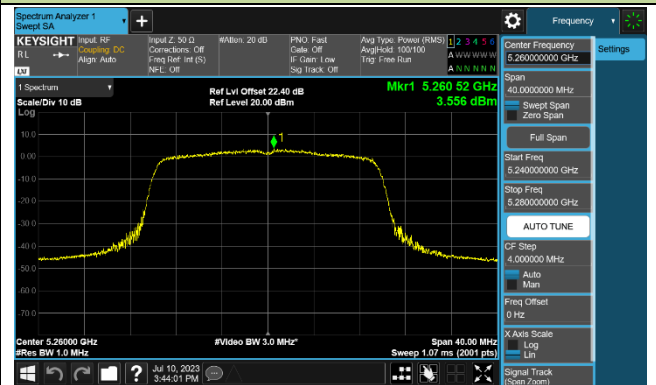 Spectrum Analyzer 1
Swept SA
+
Frequency
KEYSIGHT
RL
LXI
Input: RF
Coupling: DC
Align: Auto
Input Z: 50 Ω
Corrections: Off
Freq Ref: Int (S)
NFE: Off
#Atten: 20 dB
PNO: Fast
Gate: Off
IF Gain: Low
Sig Track: Off
Avg Type: Power (RMS)
Avg|Hold: 100/100
Trig: Free Run
1 2 3 4 5 6
A W W W W W
A N N N N N
1 Spectrum
Scale/Div 10 dB
Log
Ref Lvl Offset 22.40 dB
Ref Level 20.00 dBm
Mkr1 5.260 52 GHz
3.556 dBm
1
10.0
0.00
-10.0
-20.0
-30.0
-40.0
-50.0
-60.0
-70.0
Center 5.26000 GHz
#Res BW 1.0 MHz
#Video BW 3.0 MHz*
Span 40.00 MHz
Sweep 1.07 ms (2001 pts)
Jul 10, 2023
3:44:01 PM
Center Frequency
5.260000000 GHz
Settings
Span
40.0000000 MHz
Swept Span
Zero Span
Full Span
Start Freq
5.240000000 GHz
Stop Freq
5.280000000 GHz
AUTO TUNE
CF Step
4.000000 MHz
Auto
Man
Freq Offset
0 Hz
X Axis Scale
Log
Lin
Signal Track
(Span Zoom)